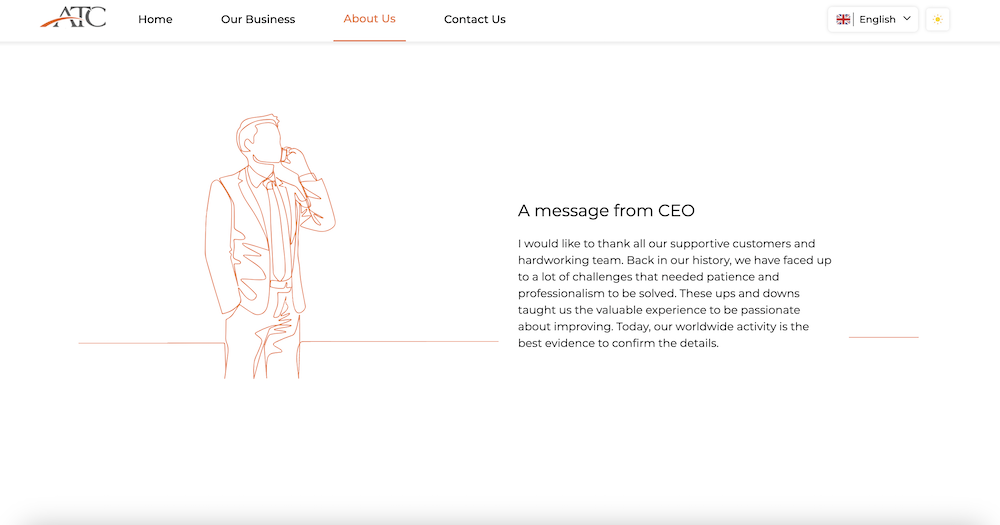 ATC
Home
Our Business
About Us
Contact Us
English
A message from CEO
I would like to thank all our supportive customers and
hardworking team. Back in our history, we have faced up
to a lot of challenges that needed patience and
professionalism to be solved. These ups and downs
taught us the valuable experience to be passionate
about improving. Today, our worldwide activity is the
best evidence to confirm the details.